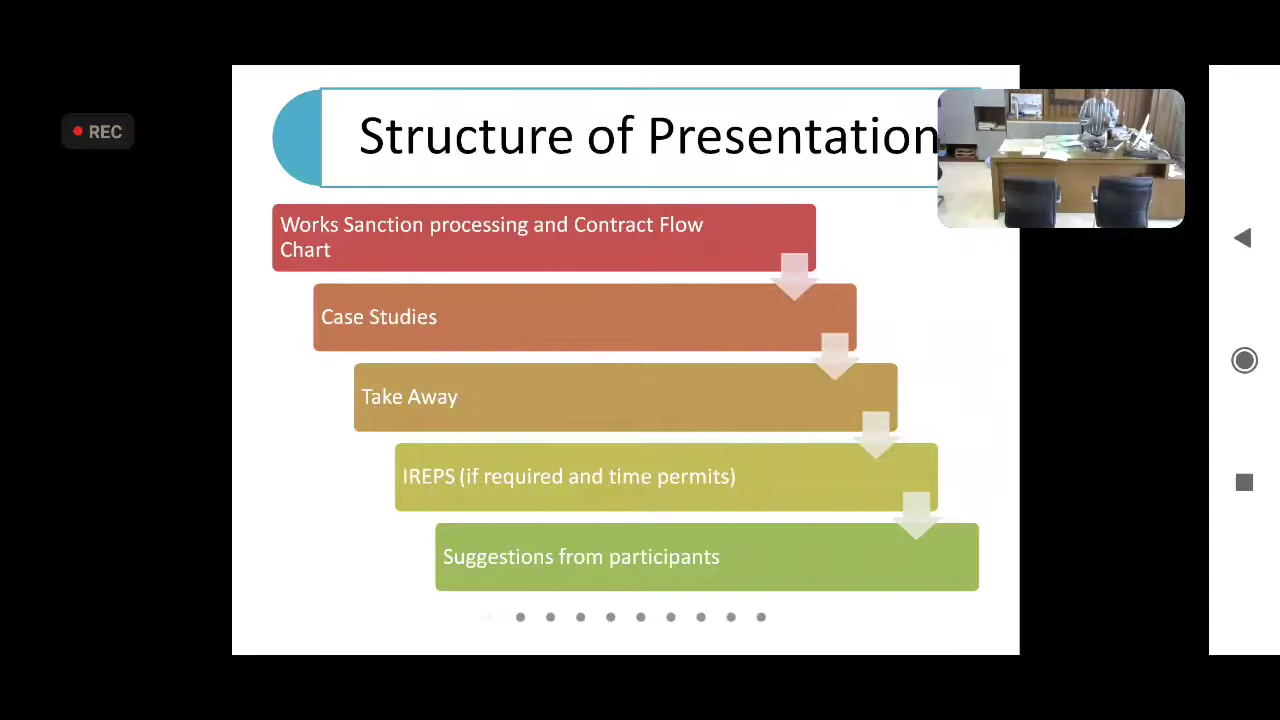 REC
Structure of Presentation
Works Sanction processing and Contract Flow
Chart
Case Studies
Take Away
IREPS (if required and time permits)
Suggestions from participants